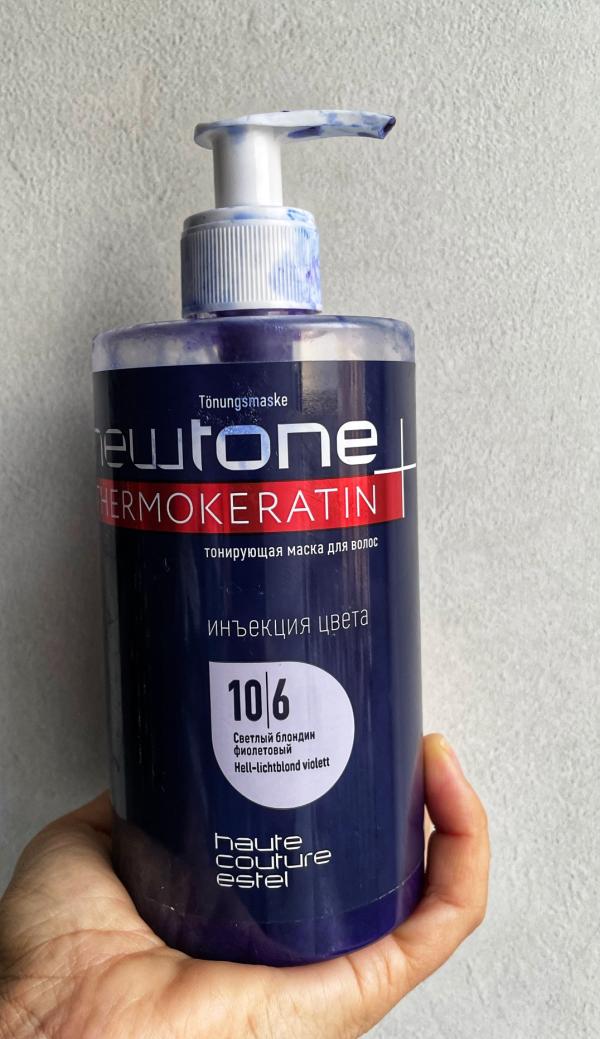 Tönungsmaske
newtone
THERMOKERATIN
тонирующая маска для волос
инъекция цвета
10|6
Светлый блондин
фиолетовый
Hell-lichtblond violett
haute
couture
estel